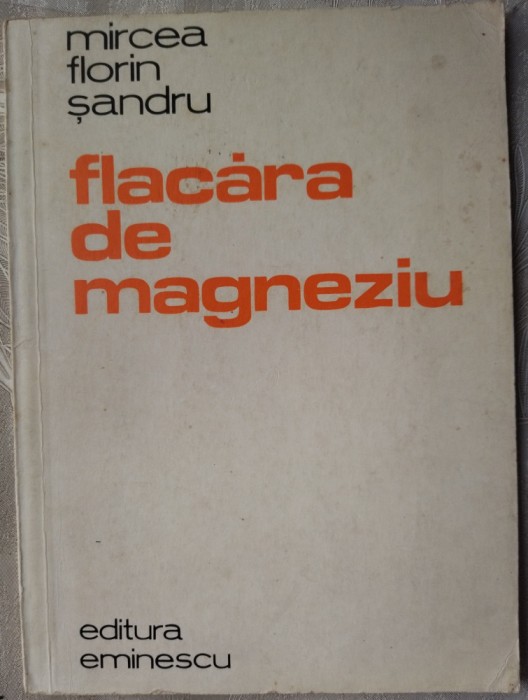 mircea
florin
șandru
flacăra
de
magneziu
editura
eminescu